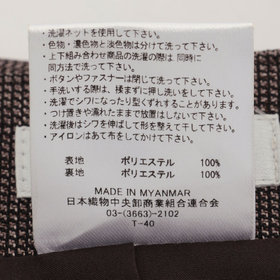 ・洗濯ネットを使用して下さい。
・色物・濃色物と淡色物は分けて洗って下さい。
・上下組み合わせ商品の洗濯の際は同時に
同方法で洗って下さい。
・ボタンやファスナーは閉じて洗って下さい。
・手洗いする際は、揉まずに押し洗いをして下さい。
・洗濯でシワになったり型くずれすることがあります。
・つけ置きや濡れたままで放置はしないで下さい。
・洗濯後はシワを伸ばして形を整えて干して下さい。
・アイロンはあて布をしてかけて下さい。
表地 ポリエステル 100%
裏地 ポリエステル 100%
MADE IN MYANMAR
日本織物中央卸商業組合連合会
03-(3663)-2102
T-40